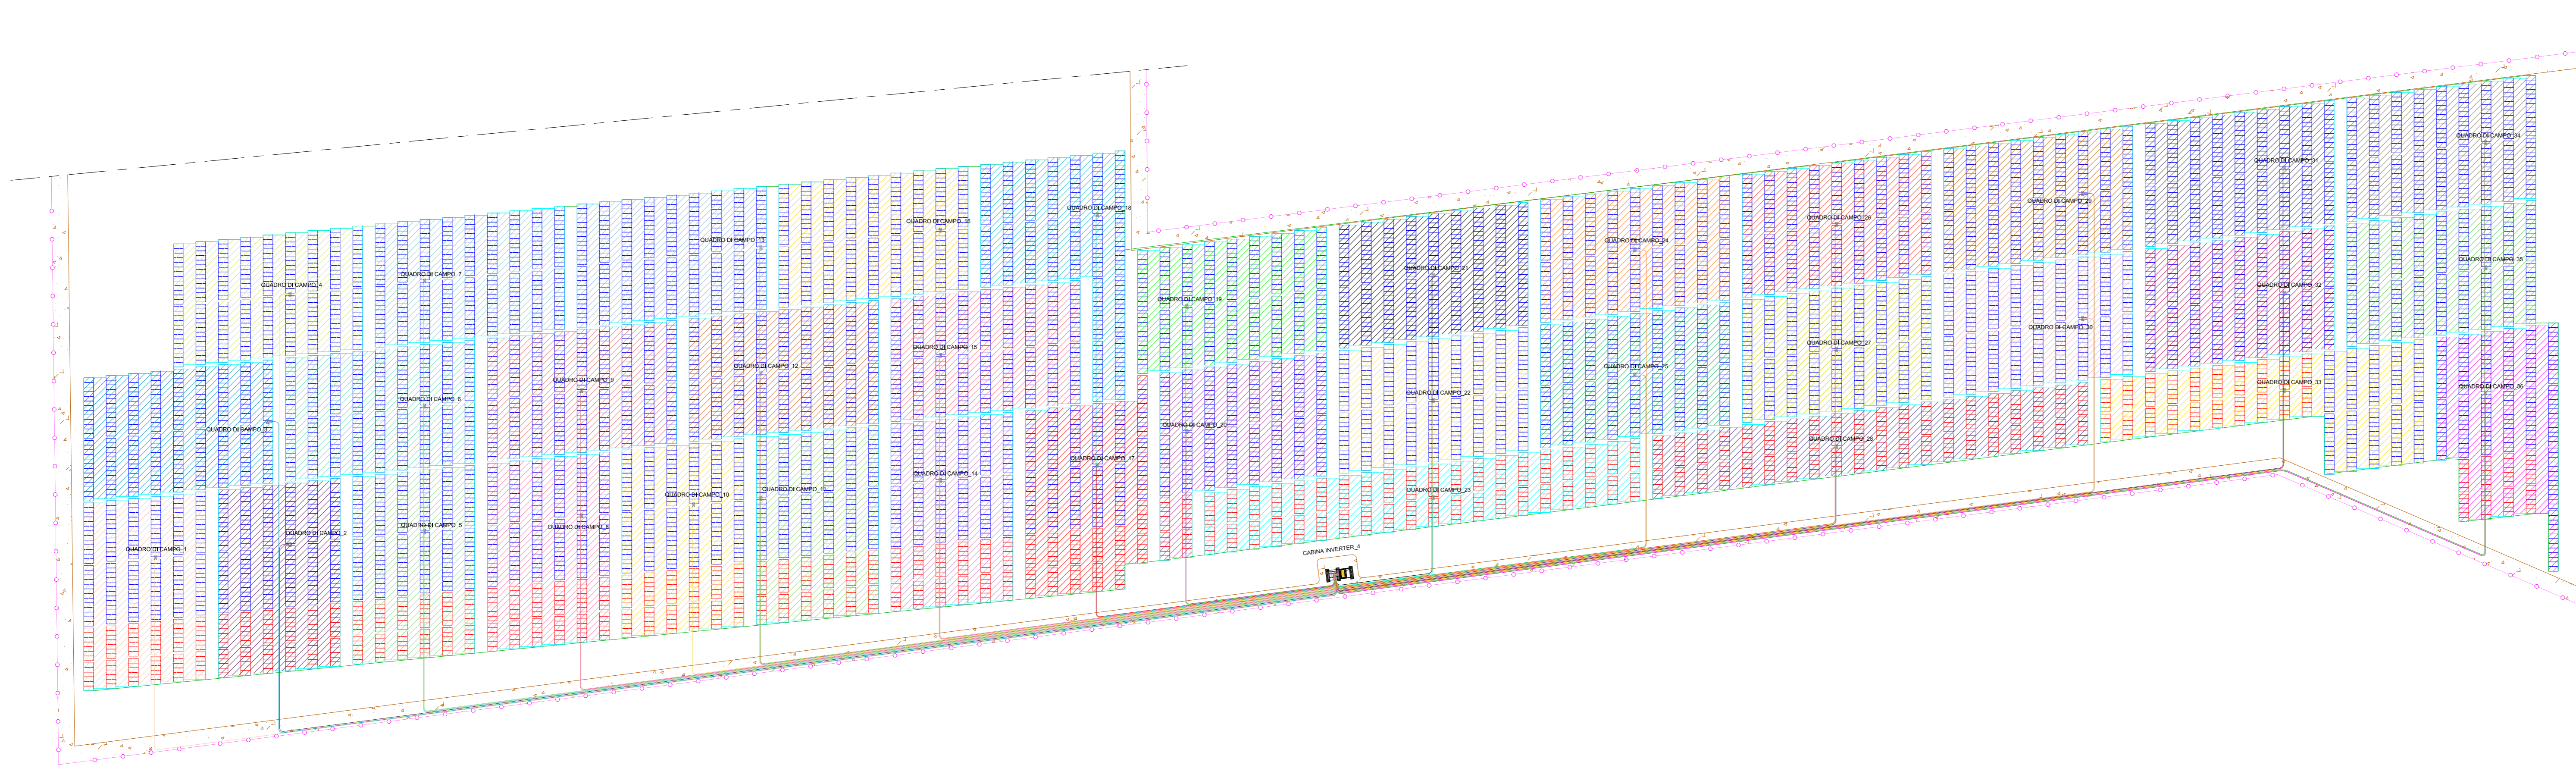 QUADRO DI CAMPO_34
QUADRO DI CAMPO_31
QUADRO DI CAMPO_29
QUADRO DI CAMPO_18
QUADRO DI CAMPO_26
QUADRO DI CAMPO_16
QUADRO DI CAMPO_13
QUADRO DI CAMPO_24
QUADRO DI CAMPO_35
QUADRO DI CAMPO_21
QUADRO DI CAMPO_7
QUADRO DI CAMPO_4
QUADRO DI CAMPO_32
QUADRO DI CAMPO_19
QUADRO DI CAMPO_30
QUADRO DI CAMPO_27
QUADRO DI CAMPO_15
QUADRO DI CAMPO_12
QUADRO DI CAMPO_25
QUADRO DI CAMPO_9
QUADRO DI CAMPO_33
QUADRO DI CAMPO_36
QUADRO DI CAMPO_22
QUADRO DI CAMPO_6
QUADRO DI CAMPO_20
QUADRO DI CAMPO_3
QUADRO DI CAMPO_28
QUADRO DI CAMPO_17
QUADRO DI CAMPO_14
QUADRO DI CAMPO_11
QUADRO DI CAMPO_23
QUADRO DI CAMPO_10
QUADRO DI CAMPO_5
QUADRO DI CAMPO_8
QUADRO DI CAMPO_2
QUADRO DI CAMPO_1
CABINA INVERTER_4